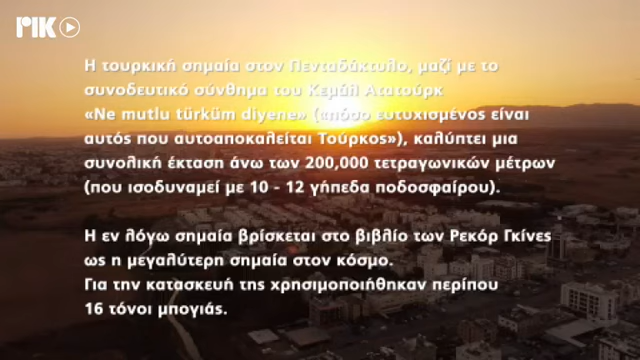 ΡΙΚ
Η τουρκική σημαία στον Πενταδάκτυλο, μαζί με το
συνοδευτικό σύνθημα του Κεμάλ Ατατούρκ
«Ne mutlu türküm diyene» («πόσο ευτυχισμένος είναι
αυτός που αυτοαποκαλείται Τούρκος»), καλύπτει μια
συνολική έκταση άνω των 200,000 τετραγωνικών μέτρων
(που ισοδυναμεί με 10 - 12 γήπεδα ποδοσφαίρου).
Η εν λόγω σημαία βρίσκεται στο βιβλίο των Ρεκόρ Γκίνες
ως η μεγαλύτερη σημαία στον κόσμο.
Για την κατασκευή της χρησιμοποιήθηκαν περίπου
16 τόνοι μπογιάς.